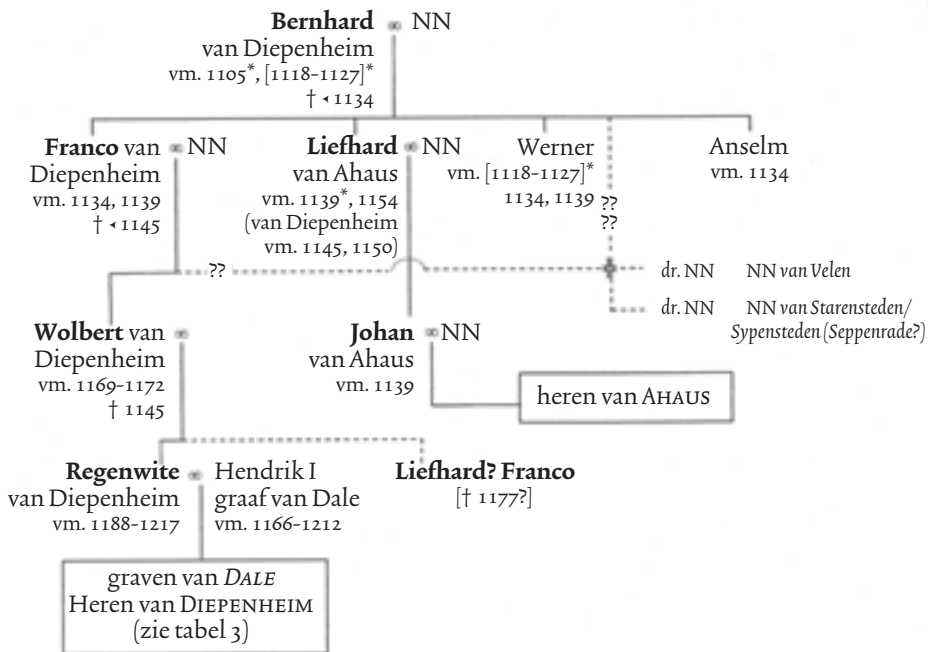 Bernhard ⚭ NN
van Diepenheim
vm. 1105*, [1118-1127]*
† ◂ 1134
Franco van ⚭ NN
Diepenheim
vm. 1134, 1139
† ◂ 1145
Liefhard ⚭ NN
van Ahaus
vm. 1139*, 1154
(van Diepenheim
vm. 1145, 1150)
Werner
vm. [1118-1127]*
1134, 1139
Anselm
vm. 1134
??
??
??
dr. NN NN van Velen
dr. NN NN van Starensteden/
Sypensteden (Seppenrade?)
Wolbert van ⚭ NN
Diepenheim
vm. 1169-1172
† 1145
Johan ⚭ NN
van Ahaus
vm. 1139
heren van AHAUS
Regenwite ⚭ Hendrik I
van Diepenheim graaf van Dale
vm. 1188-1217 vm. 1166-1212
Liefhard? Franco
[† 1177?]
graven van DALE
Heren van DIEPENHEIM
(zie tabel 3)